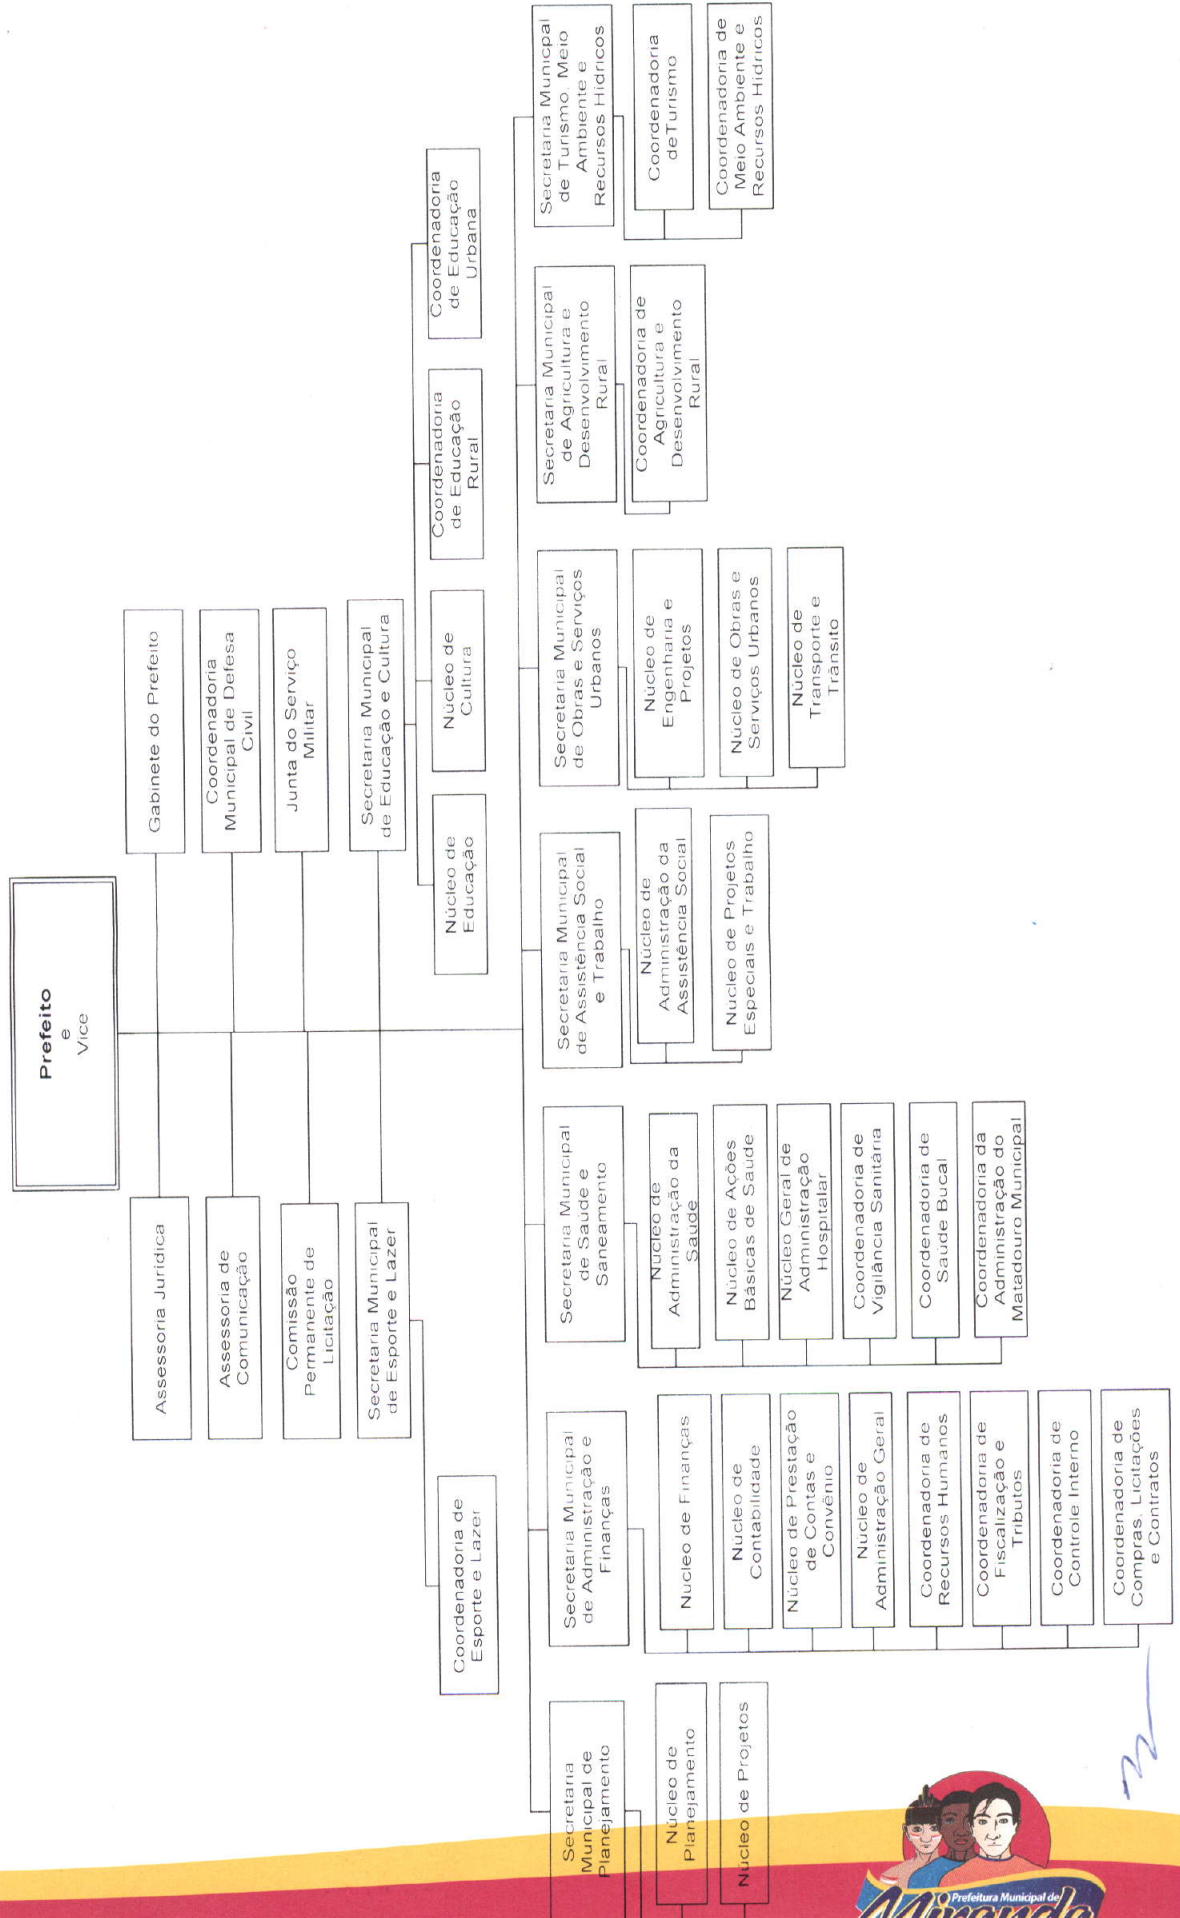 Prefeito
e
Vice
Assessoria Jurídica
Gabinete do Prefeito
Assessoria de
Comunicação
Coordenadoria
Municipal de Defesa
Civil
Comissão
Permanente de
Licitação
Junta do Serviço
Militar
Secretaria Municipal
de Esporte e Lazer
Secretaria Municipal
de Educação e Cultura
Coordenadoria de
Esporte e Lazer
Núcleo de
Educação
Núcleo de
Cultura
Coordenadoria
de Educação
Rural
Coordenadoria
de Educação
Urbana
Secretaria
Municipal de
Planejamento
Núcleo de
Planejamento
Núcleo de Projetos
Secretaria Municipal
de Administração e
Finanças
Nucleo de Finanças
Nucleo de
Contabilidade
Núcleo de Prestação
de Contas e
Convênio
Núcleo de
Administração Geral
Coordenadoria de
Recursos Humanos
Coordenadoria de
Fiscalização e
Tributos
Coordenadoria de
Controle Interno
Coordenadoria de
Compras, Licitações
e Contratos
Secretaria Municipal
de Saúde e
Saneamento
Nucleo de
Administração da
Saude
Núcleo de Ações
Básicas de Saude
Núcleo Geral de
Administração
Hospitalar
Coordenadoria de
Vigilância Sanitária
Coordenadoria de
Saúde Bucal
Coordenadoria da
Administração do
Matadouro Municipal
Secretaria Municipal
de Assistência Social
e Trabalho
Núcleo de
Administração da
Assistência Social
Nucleo de Projetos
Especiais e Trabalho
Secretaria Municipal
de Obras e Serviços
Urbanos
Núcleo de
Engenharia e
Projetos
Núcleo de Obras e
Serviços Urbanos
Núcleo de
Transporte e
Trânsito
Secretaria Municipal
de Agricultura e
Desenvolvimento
Rural
Coordenadoria de
Agricultura e
Desenvolvimento
Rural
Secretaria Municpal
de Turismo, Meio
Ambiente e
Recursos Hídricos
Coordenadoria
deTurismo
Coordenadoria de
Meio Ambiente e
Recursos Hídricos
Prefeitura Municipal de
Miranda